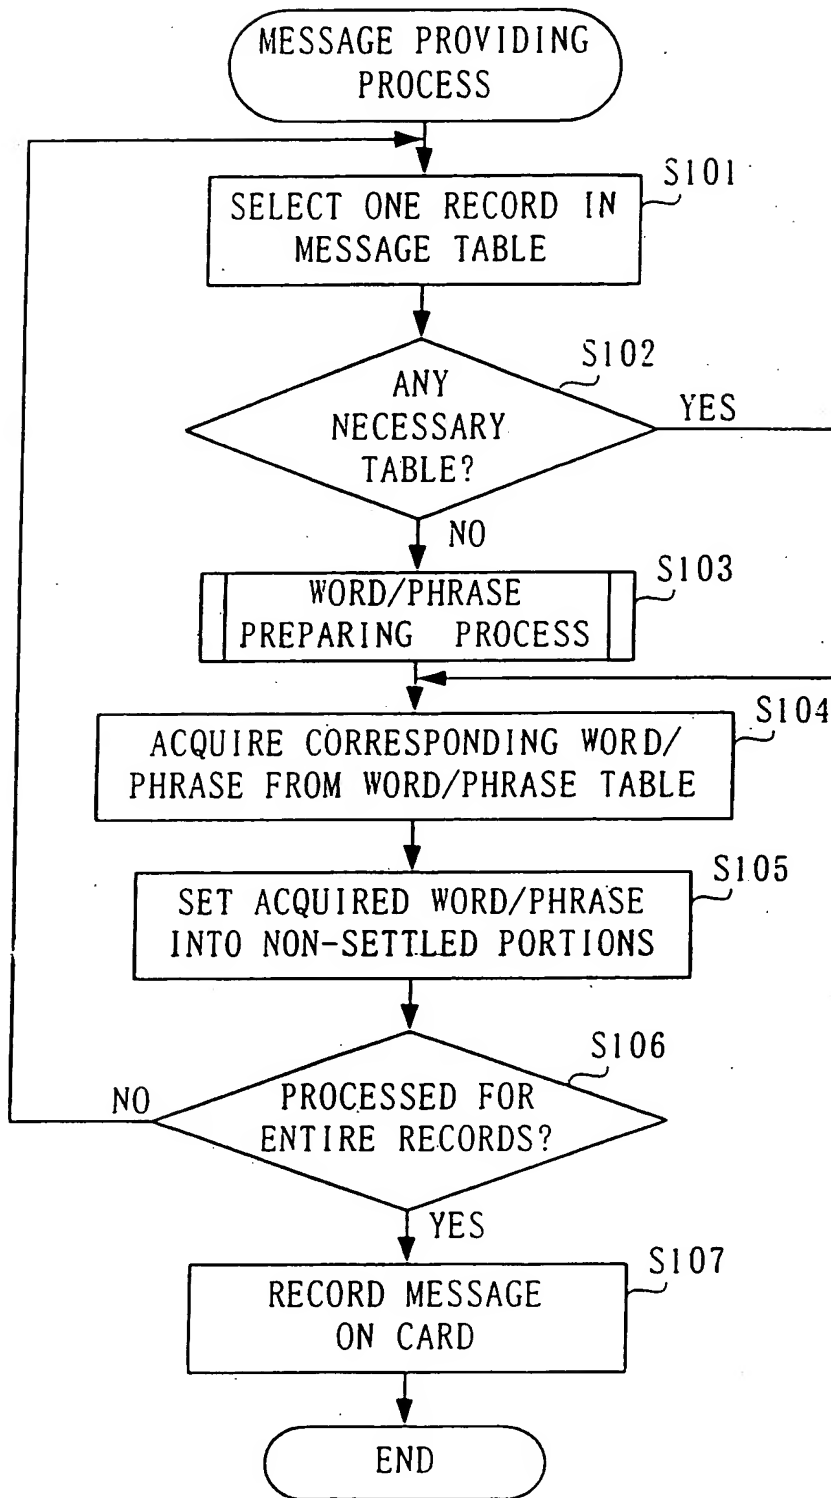 MESSAGE PROVIDING
PROCESS
S101
SELECT ONE RECORD IN
MESSAGE TABLE
S102
ANY
NECESSARY
TABLE?
YES
NO
S103
WORD/PHRASE
PREPARING PROCESS
S104
ACQUIRE CORRESPONDING WORD/
PHRASE FROM WORD/PHRASE TABLE
S105
SET ACQUIRED WORD/PHRASE
INTO NON-SETTLED PORTIONS
S106
NO
PROCESSED FOR
ENTIRE RECORDS?
YES
S107
RECORD MESSAGE
ON CARD
END